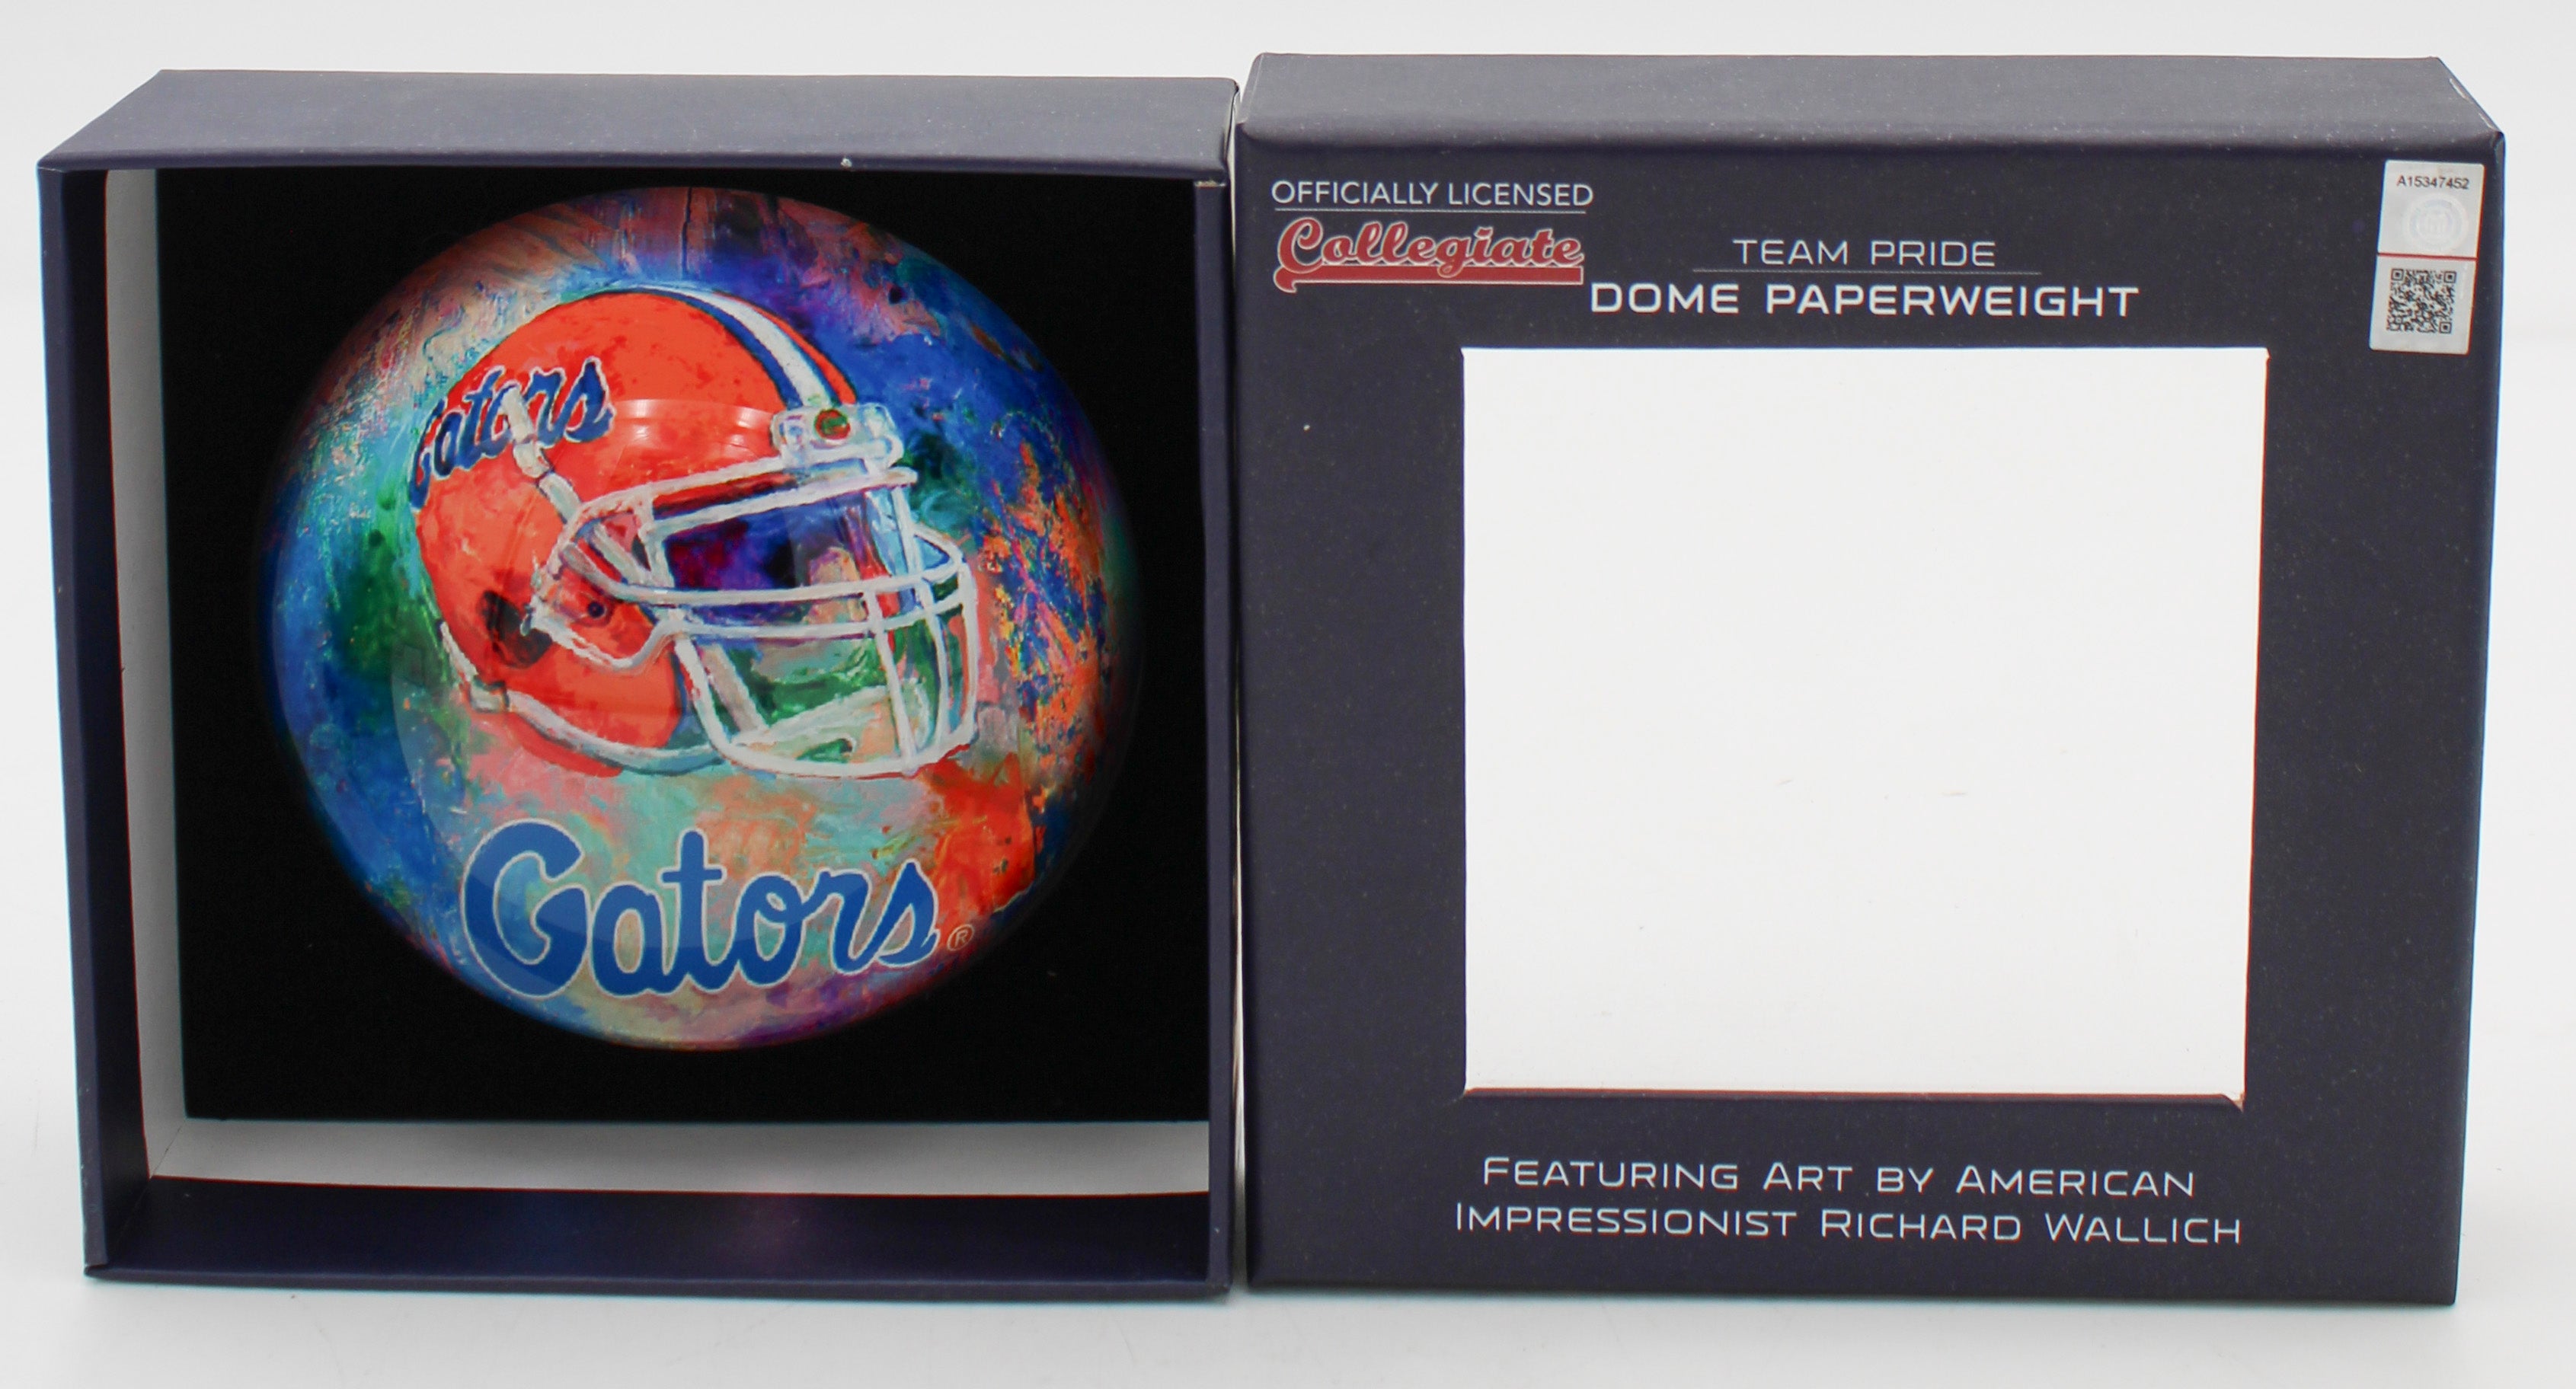 Gators
Gators®
OFFICIALLY LICENSED
Collegiate
TEAM PRIDE
DOME PAPERWEIGHT
A15347452
FEATURING ART BY AMERICAN
IMPRESSIONIST RICHARD WALLICH